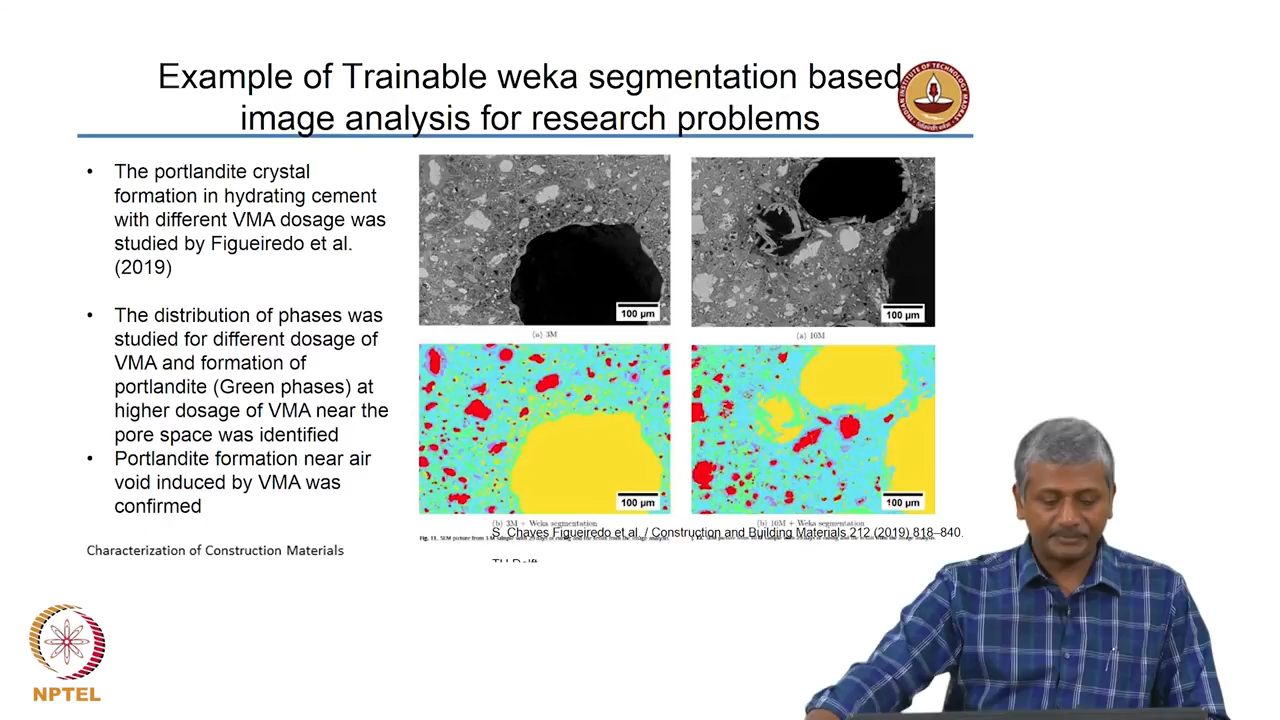 Example of Trainable weka segmentation based
image analysis for research problems
• The portlandite crystal
formation in hydrating cement
with different VMA dosage was
studied by Figueiredo et al.
(2019)
• The distribution of phases was
studied for different dosage of
VMA and formation of
portlandite (Green phases) at
higher dosage of VMA near the
pore space was identified
• Portlandite formation near air
void induced by VMA was
confirmed
100 µm
100 µm
(a) 3M
(a) 10M
100 µm
100 µm
(b) 3M + Weka segmentation
(b) 10M + Weka segmentation
S. Chaves Figueiredo et al. / Construction and Building Materials 212 (2019) 818–840.
Characterization of Construction Materials
INDIAN INSTITUTE OF TECHNOLOGY MADRAS
NPTEL